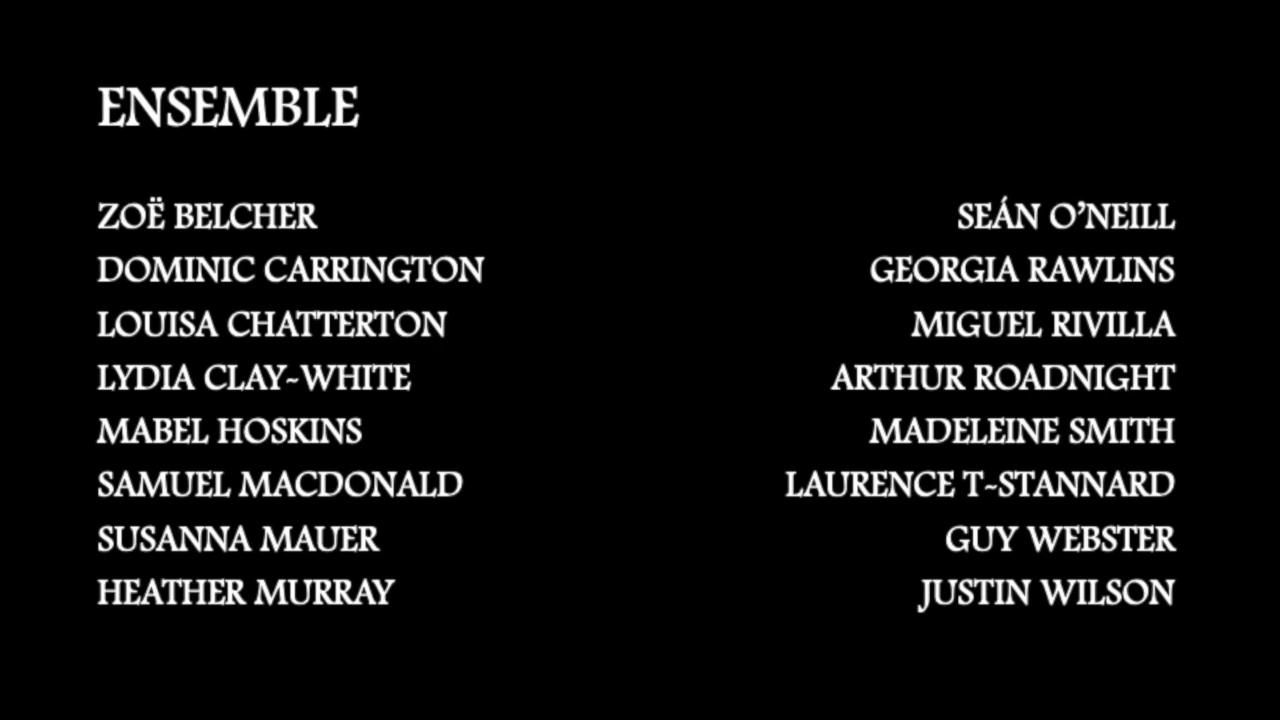 ENSEMBLE
ZOË BELCHER
DOMINIC CARRINGTON
LOUISA CHATTERTON
LYDIA CLAY-WHITE
MABEL HOSKINS
SAMUEL MACDONALD
SUSANNA MAUER
HEATHER MURRAY
SEÁN O’NEILL
GEORGIA RAWLINS
MIGUEL RIVILLA
ARTHUR ROADNIGHT
MADELEINE SMITH
LAURENCE T-STANNARD
GUY WEBSTER
JUSTIN WILSON